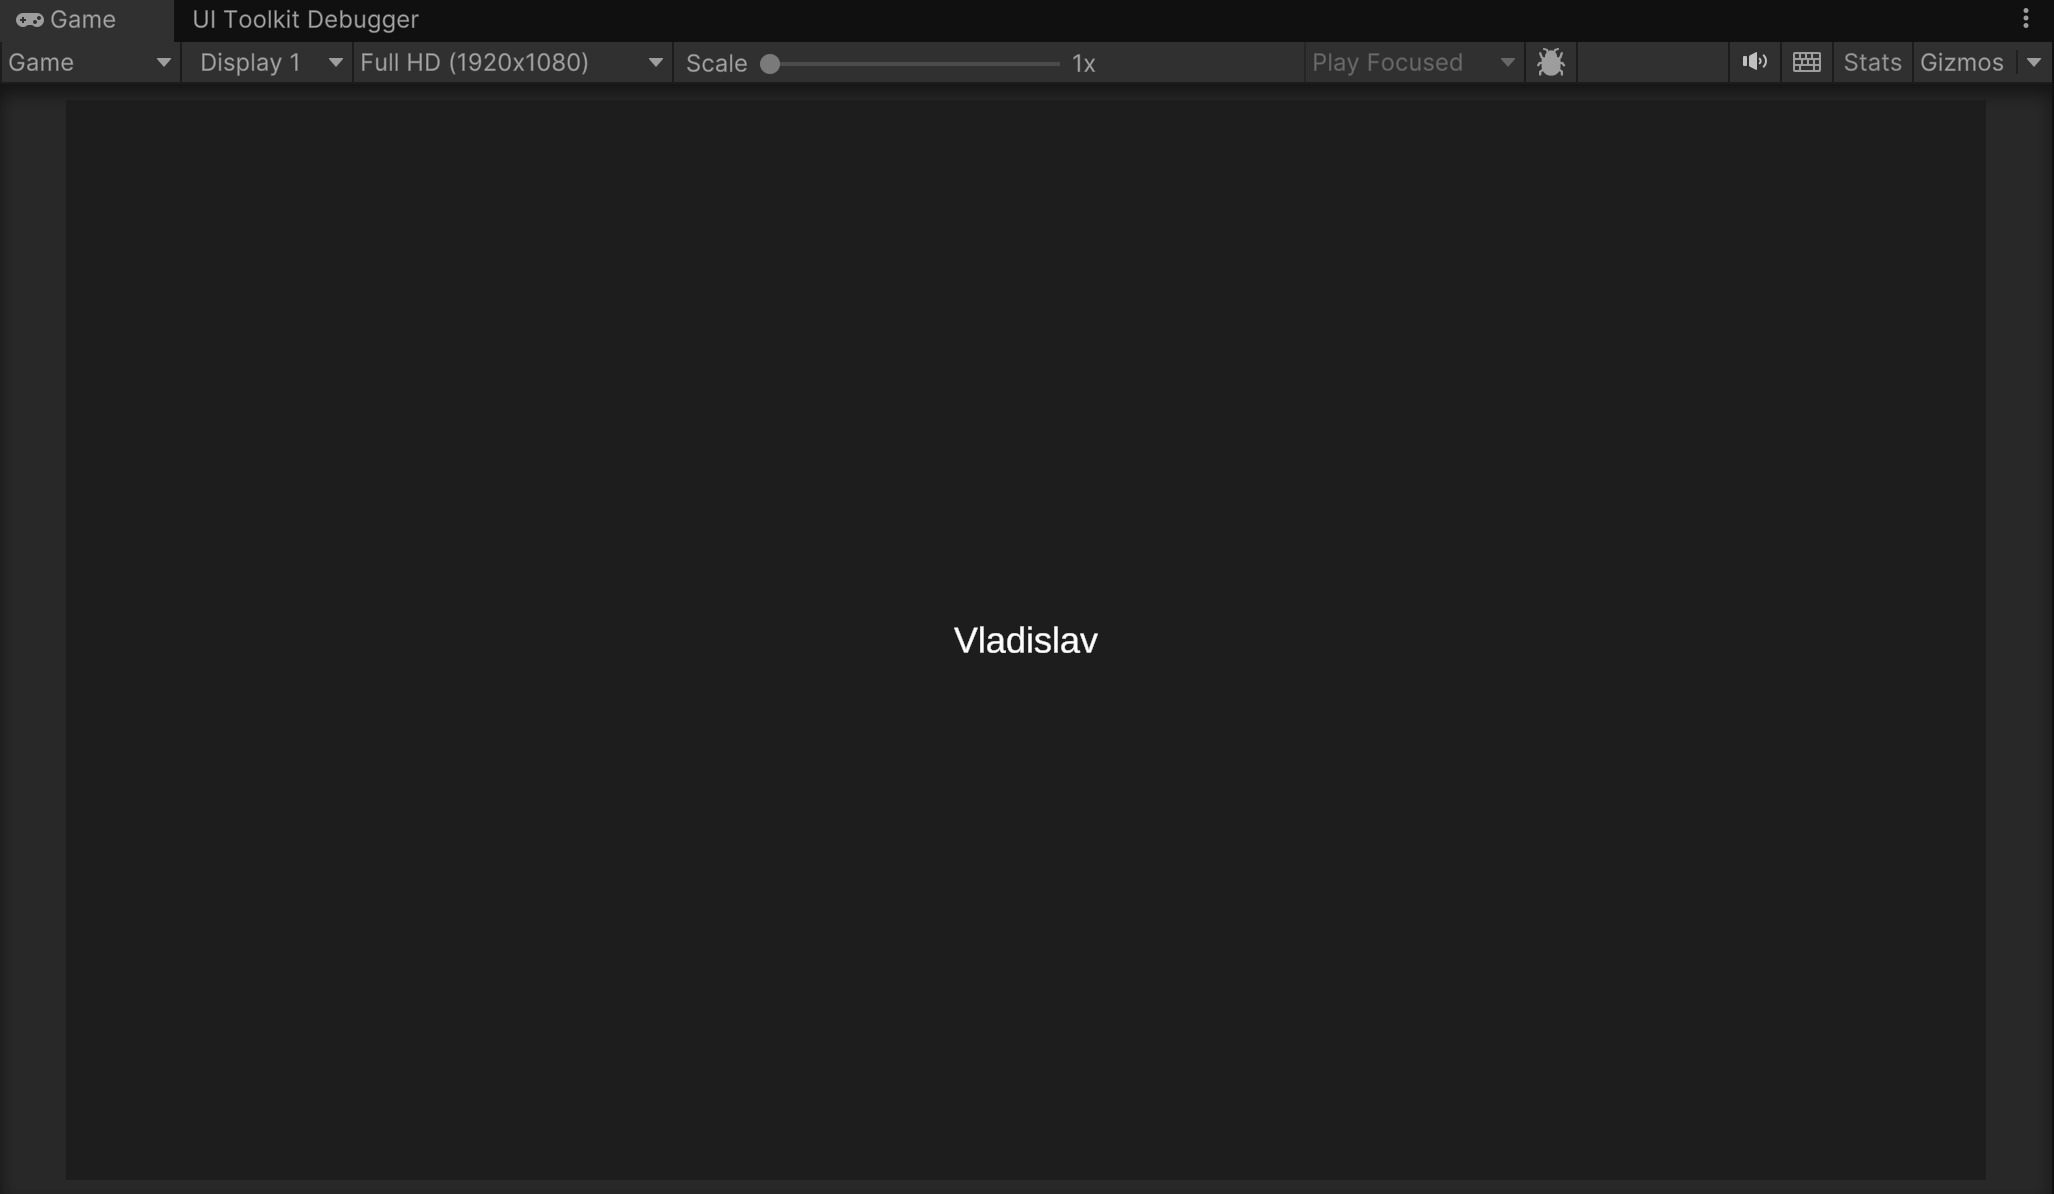 Game
UI Toolkit Debugger
Game Display 1 Full HD (1920x1080) Scale 1x Play Focused Stats Gizmos
Vladislav